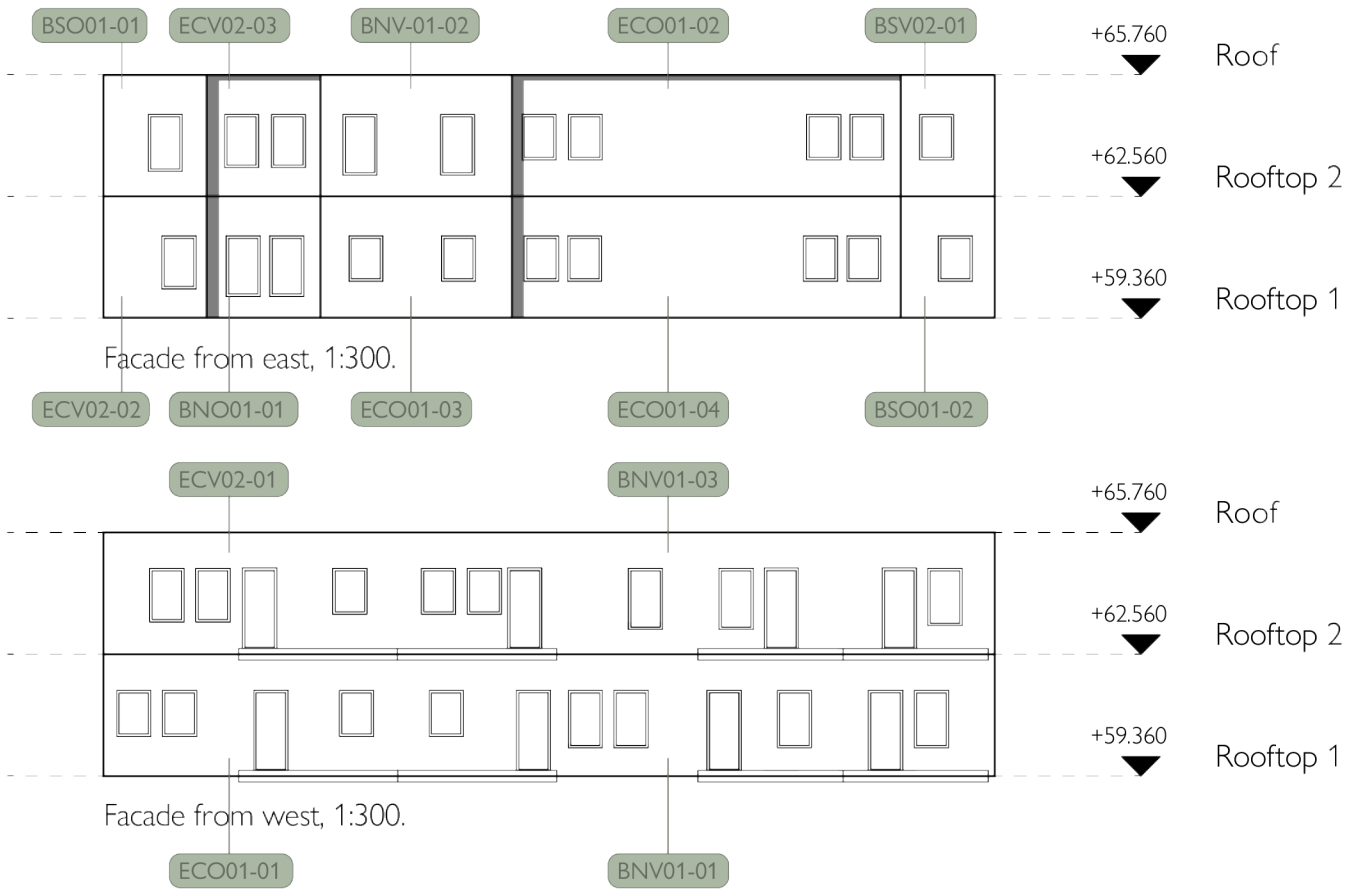 BSO01-01 ECV02-03 BNV-01-02 ECO01-02 BSV02-01
+65.760 Roof
+62.560 Rooftop 2
+59.360 Rooftop 1
Facade from east, 1:300.
ECV02-02 BNO01-01 ECO01-03 ECO01-04 BSO01-02
ECV02-01 BNV01-03
+65.760 Roof
+62.560 Rooftop 2
+59.360 Rooftop 1
Facade from west, 1:300.
ECO01-01 BNV01-01